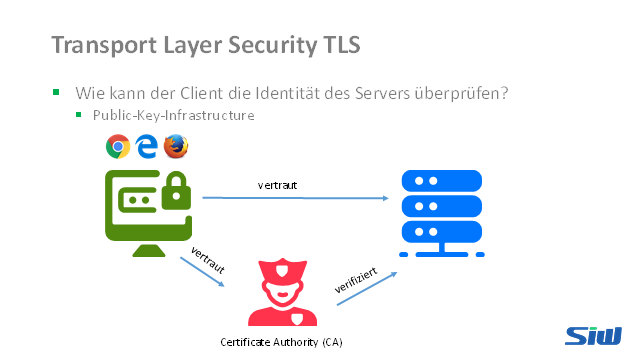 Transport Layer Security TLS
Wie kann der Client die Identität des Servers überprüfen?
Public-Key-Infrastructure
vertraut
vertraut
verifiziert
Certificate Authority (CA)
SiW